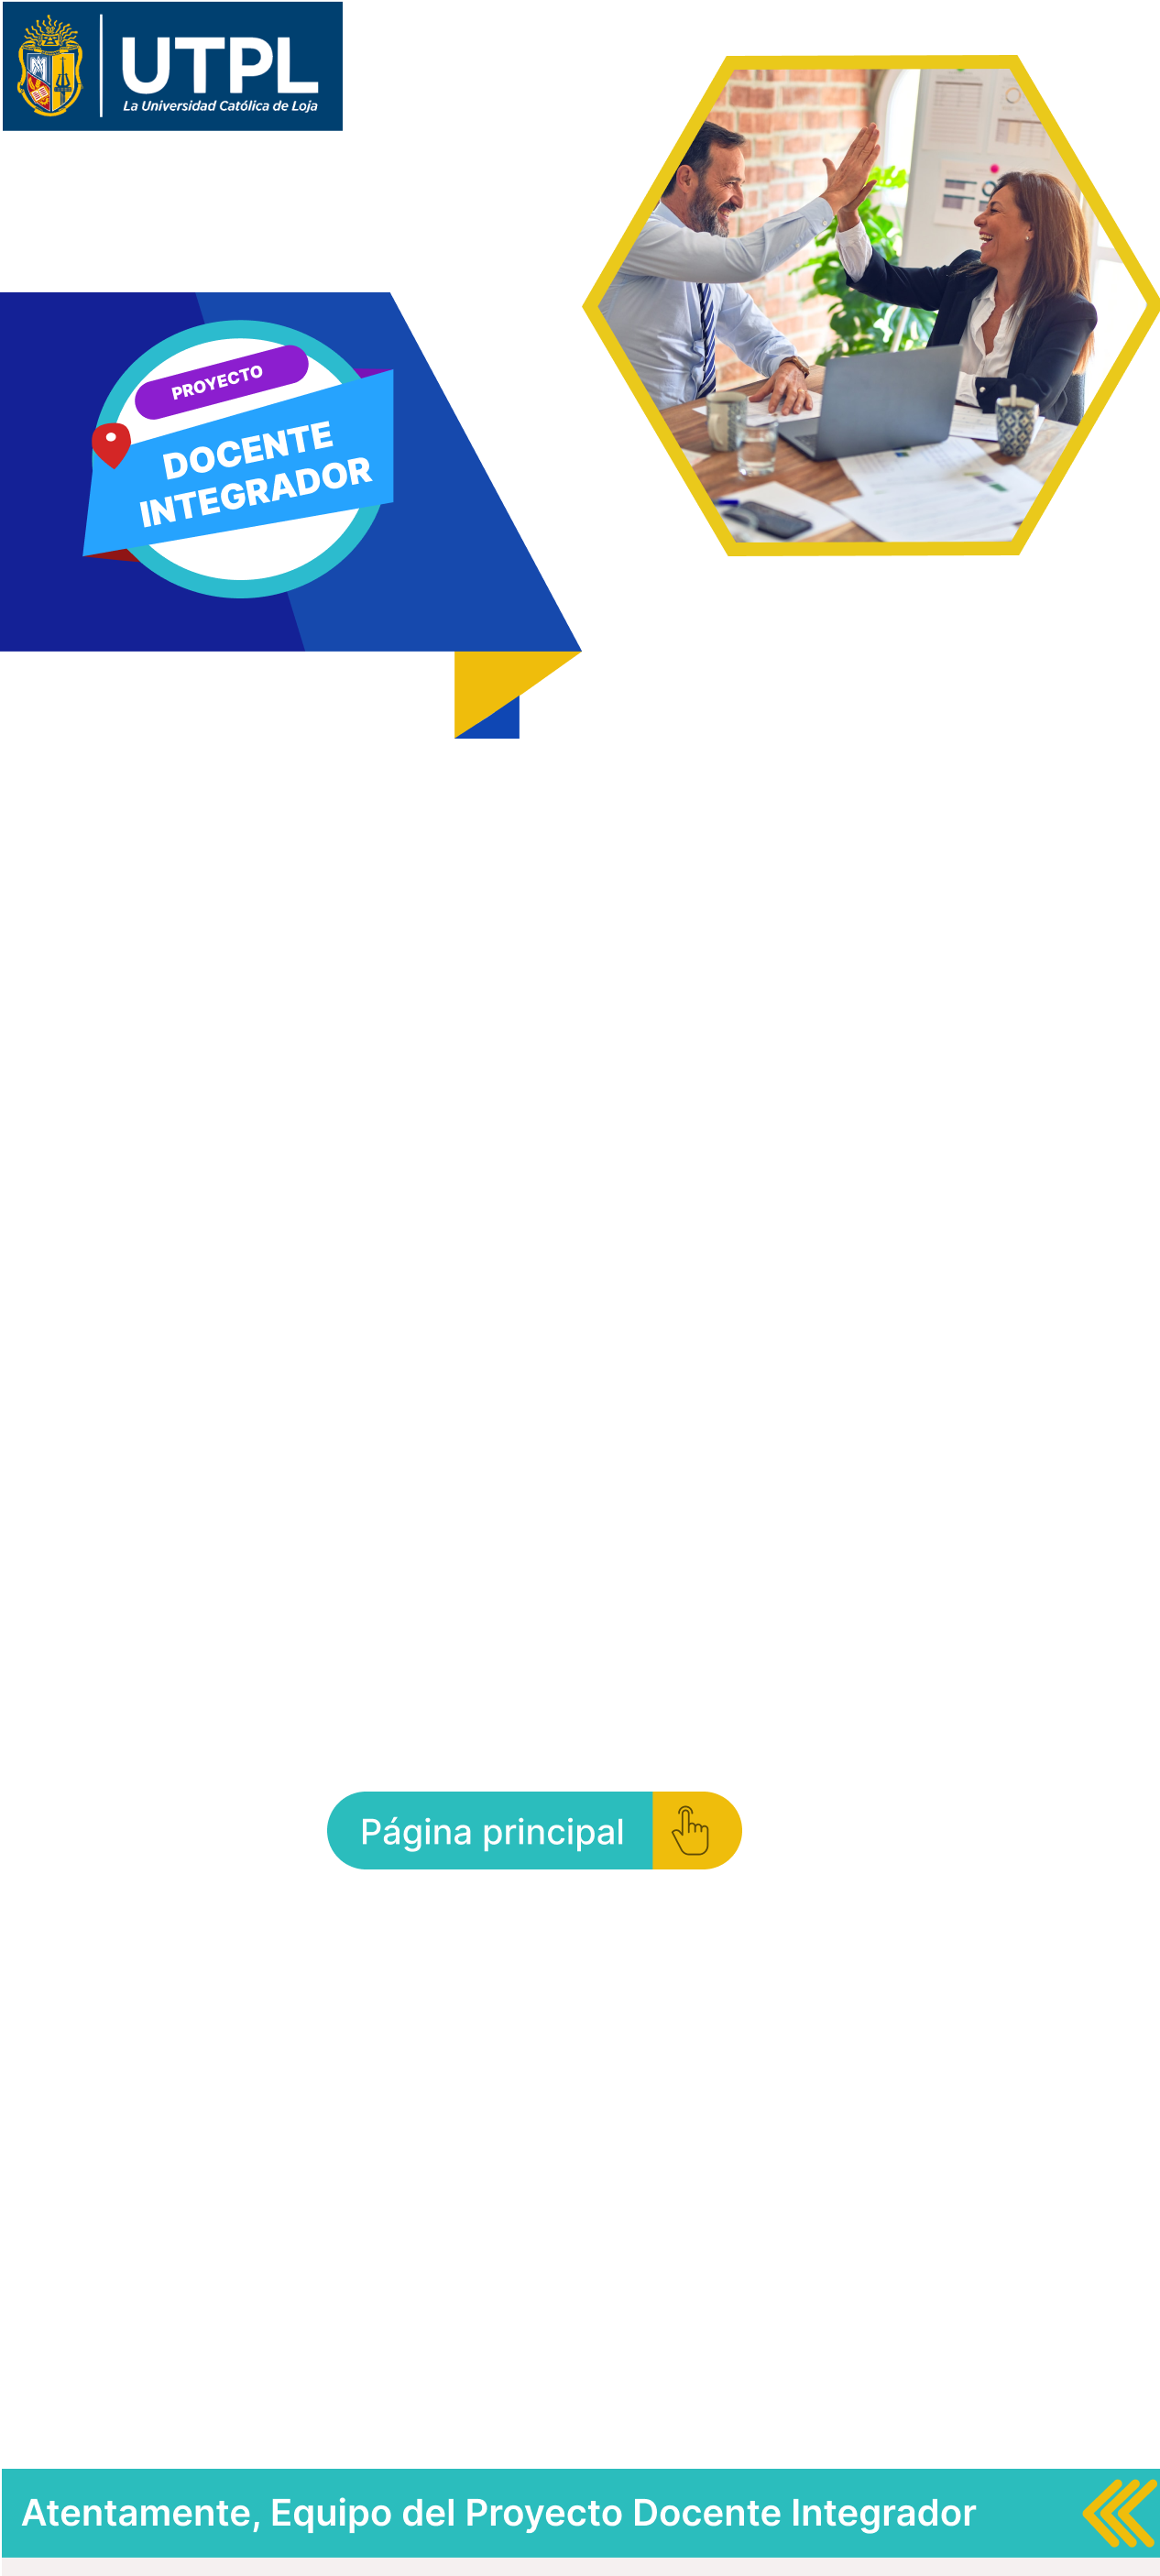 UTPL
La Universidad Católica de Loja
PROYECTO
DOCENTE
INTEGRADOR
Página principal
Atentamente, Equipo del Proyecto Docente Integrador